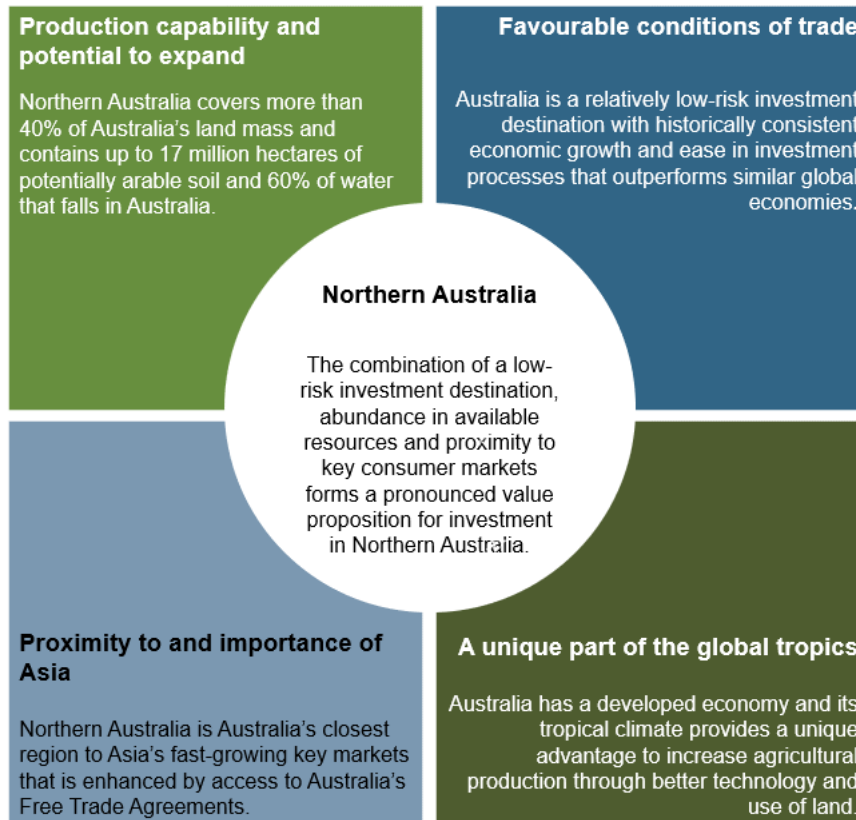 Production capability and
potential to expand
Northern Australia covers more than
40% of Australia's land mass and
contains up to 17 million hectares of
potentially arable soil and 60% of water
that falls in Australia.
Favourable conditions of trade
Australia is a relatively low-risk investment
destination with historically consistent
economic growth and ease in investment
processes that outperforms similar global
economies.
Northern Australia
The combination of a low-
risk investment destination,
abundance in available
resources and proximity to
key consumer markets
forms a pronounced value
proposition for investment
in Northern Australia.
Proximity to and importance of
Asia
Northern Australia is Australia's closest
region to Asia's fast-growing key markets
that is enhanced by access to Australia's
Free Trade Agreements.
A unique part of the global tropics
Australia has a developed economy and its
tropical climate provides a unique
advantage to increase agricultural
production through better technology and
use of land.